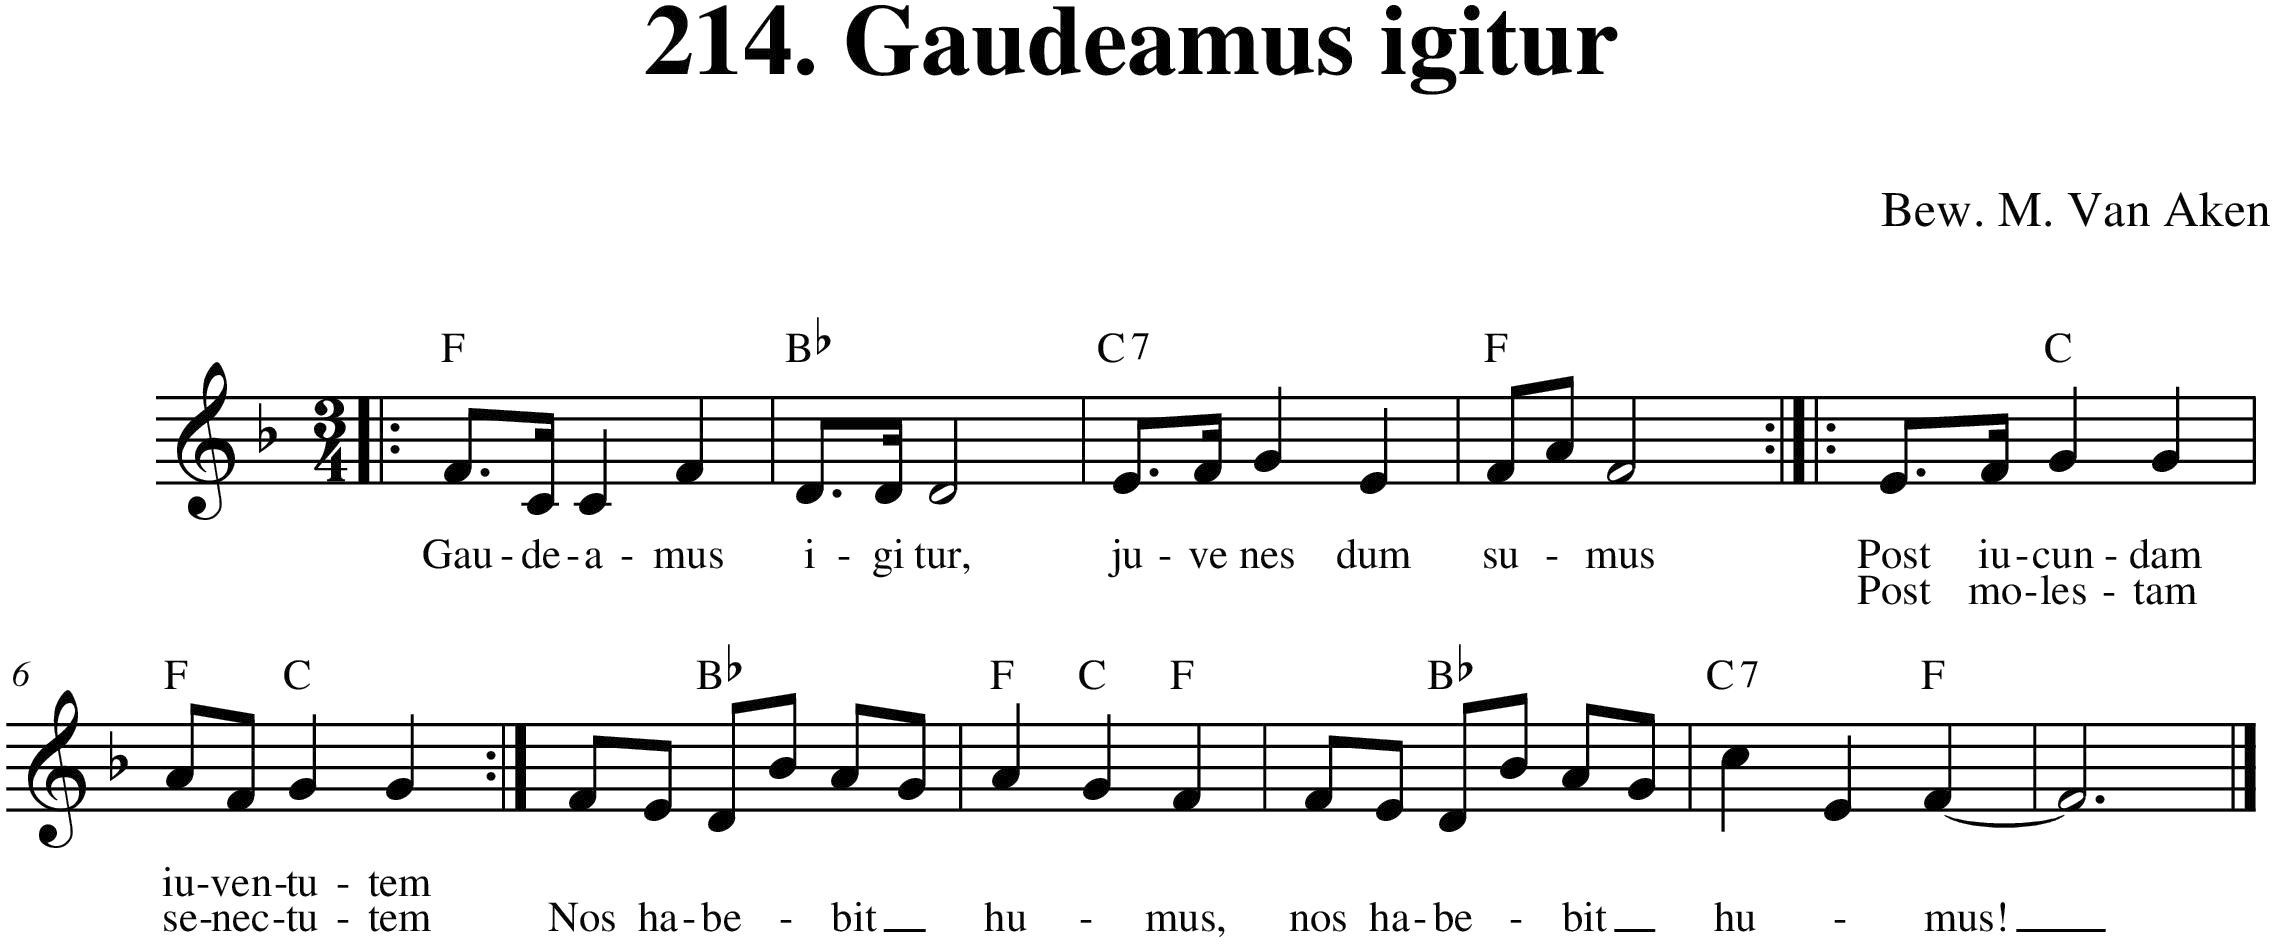 214. Gaudeamus igitur
Bew. M. Van Aken
F B♭ C7 F C
3
4
Gau - de - a - mus i - gi tur, ju - ve nes dum su - mus Post iu - cun - dam
Post mo - les - tam
6 F C B♭ F C F B♭ C7 F
iu - ven - tu - tem
se - nec - tu - tem Nos ha - be - bit hu - mus, nos ha - be - bit hu - mus!